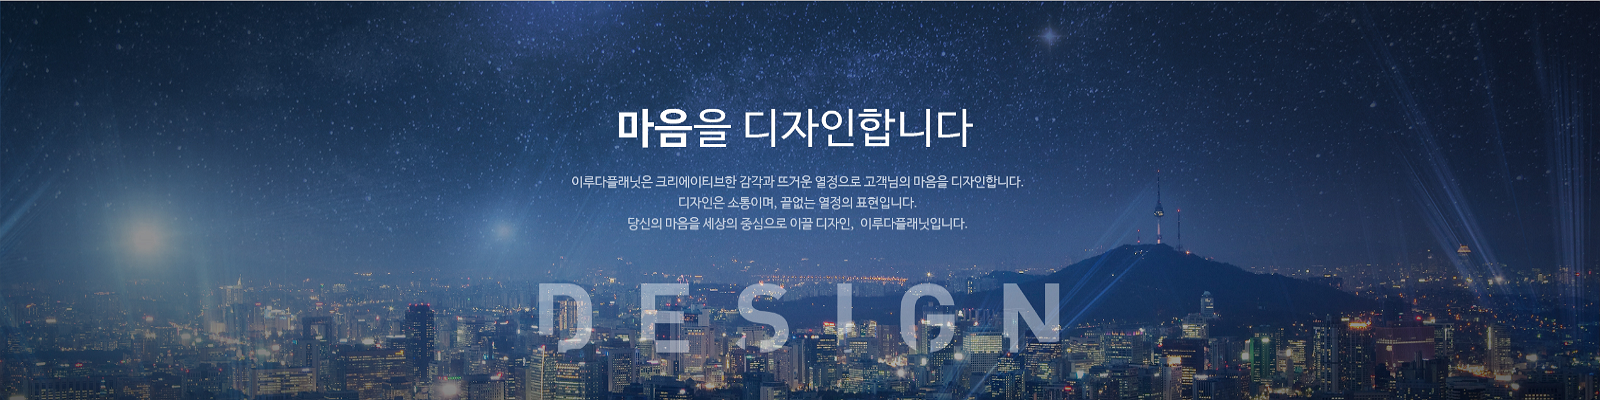 마음을 디자인합니다
이루다플래닛은 크리에이티브한 감각과 뜨거운 열정으로 고객님의 마음을 디자인합니다.
디자인은 소통이며, 끝없는 열정의 표현입니다.
당신의 마음을 세상의 중심으로 이끌 디자인, 이루다플래닛입니다.
DESIGN